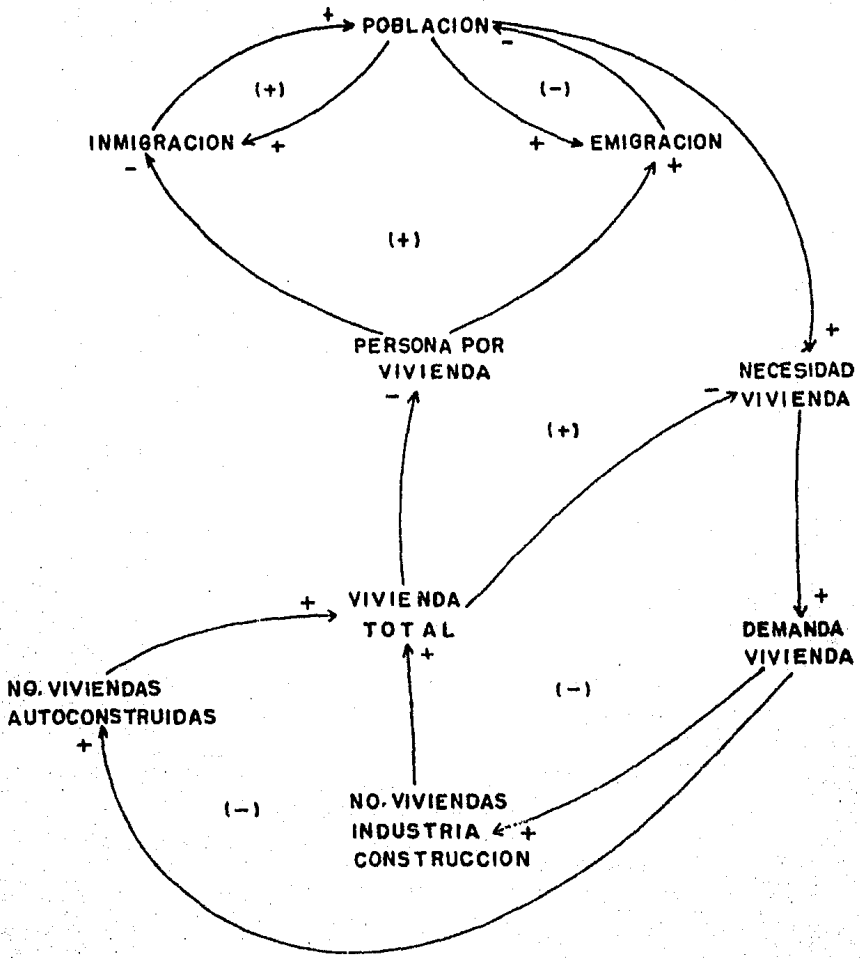 +
POBLACION
-
(+)
(-)
INMIGRACION
+
+
EMIGRACION
-
+
(+)
PERSONA POR
VIVIENDA
-
+
NECESIDAD
VIVIENDA
-
(+)
+
VIVIENDA
TOTAL
+
+
DEMANDA
VIVIENDA
NO. VIVIENDAS
AUTOCONSTRUIDAS
+
(-)
(-)
NO. VIVIENDAS
INDUSTRIA
+
CONSTRUCCION